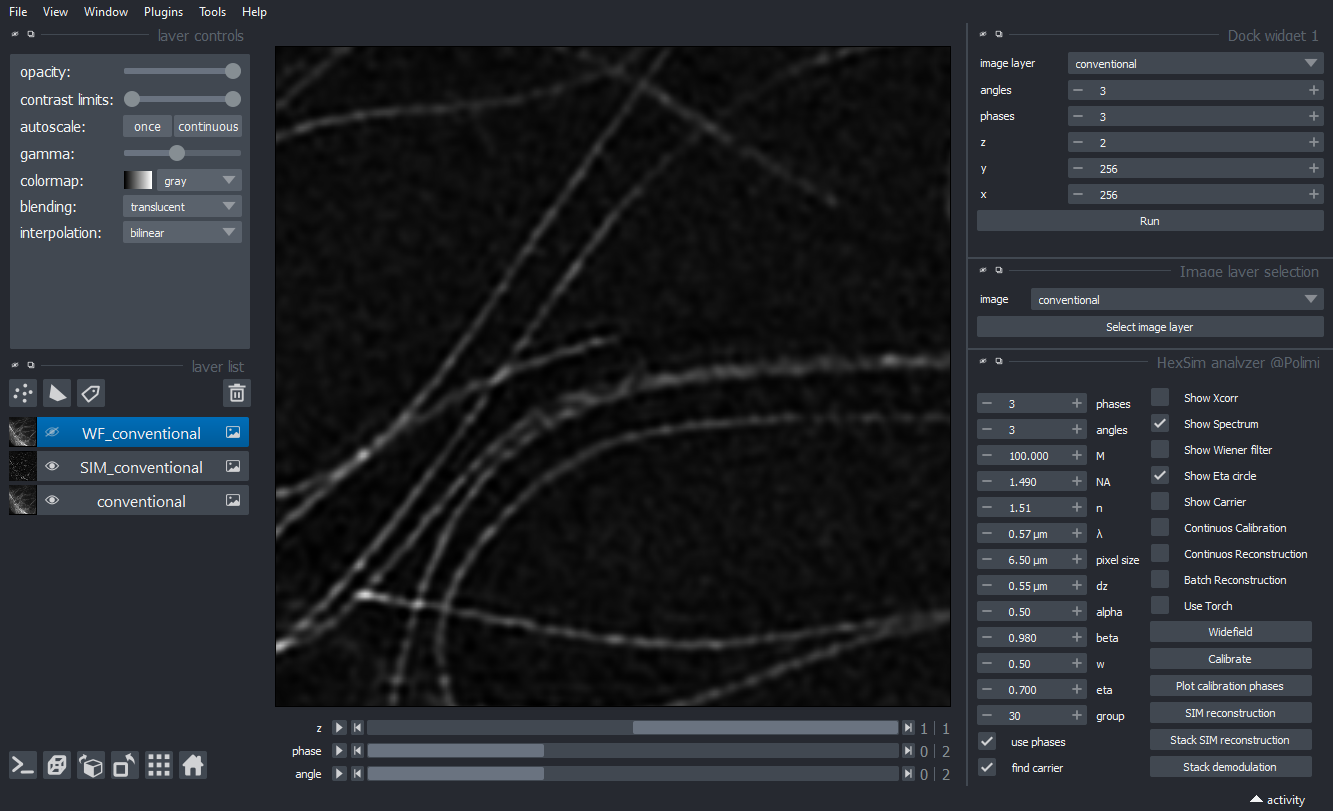 File View Window Plugins Tools Help
layer controls
opacity:
contrast limits:
autoscale: once continuous
gamma:
colormap: gray
blending: translucent
interpolation: bilinear
layer list
WF_conventional
SIM_conventional
conventional
z 1 | 1
phase 0 | 2
angle 0 | 2
Dock widget 1
image layer conventional
angles − 3 +
phases − 3 +
z − 2 +
y − 256 +
x − 256 +
Run
Image layer selection
image conventional
Select image layer
HexSim analyzer @Polimi
− 3 + phases
− 3 + angles
− 100.000 + M
− 1.490 + NA
− 1.51 + n
− 0.57 µm + λ
− 6.50 µm + pixel size
− 0.55 µm + dz
− 0.50 + alpha
− 0.980 + beta
− 0.50 + w
− 0.700 + eta
− 30 + group
use phases
find carrier
Show Xcorr
Show Spectrum
Show Wiener filter
Show Eta circle
Show Carrier
Continuos Calibration
Continuos Reconstruction
Batch Reconstruction
Use Torch
Widefield
Calibrate
Plot calibration phases
SIM reconstruction
Stack SIM reconstruction
Stack demodulation
activity